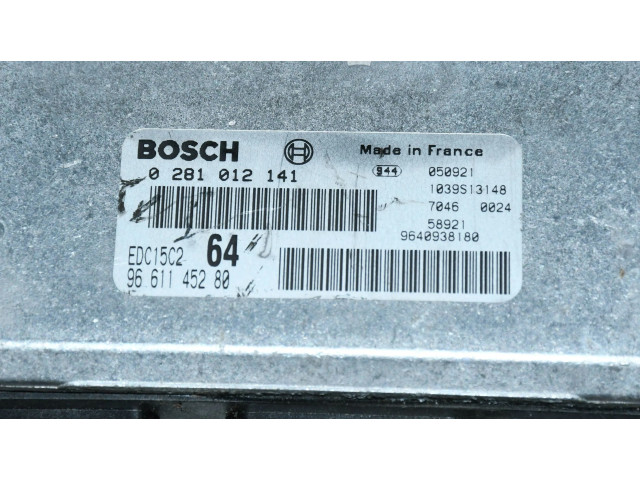 BOSCH Made in France
0 281 012 141 944 050921
1039S13148
7046 0024
58921
9640938180
EDC15C2 64
96 611 452 80